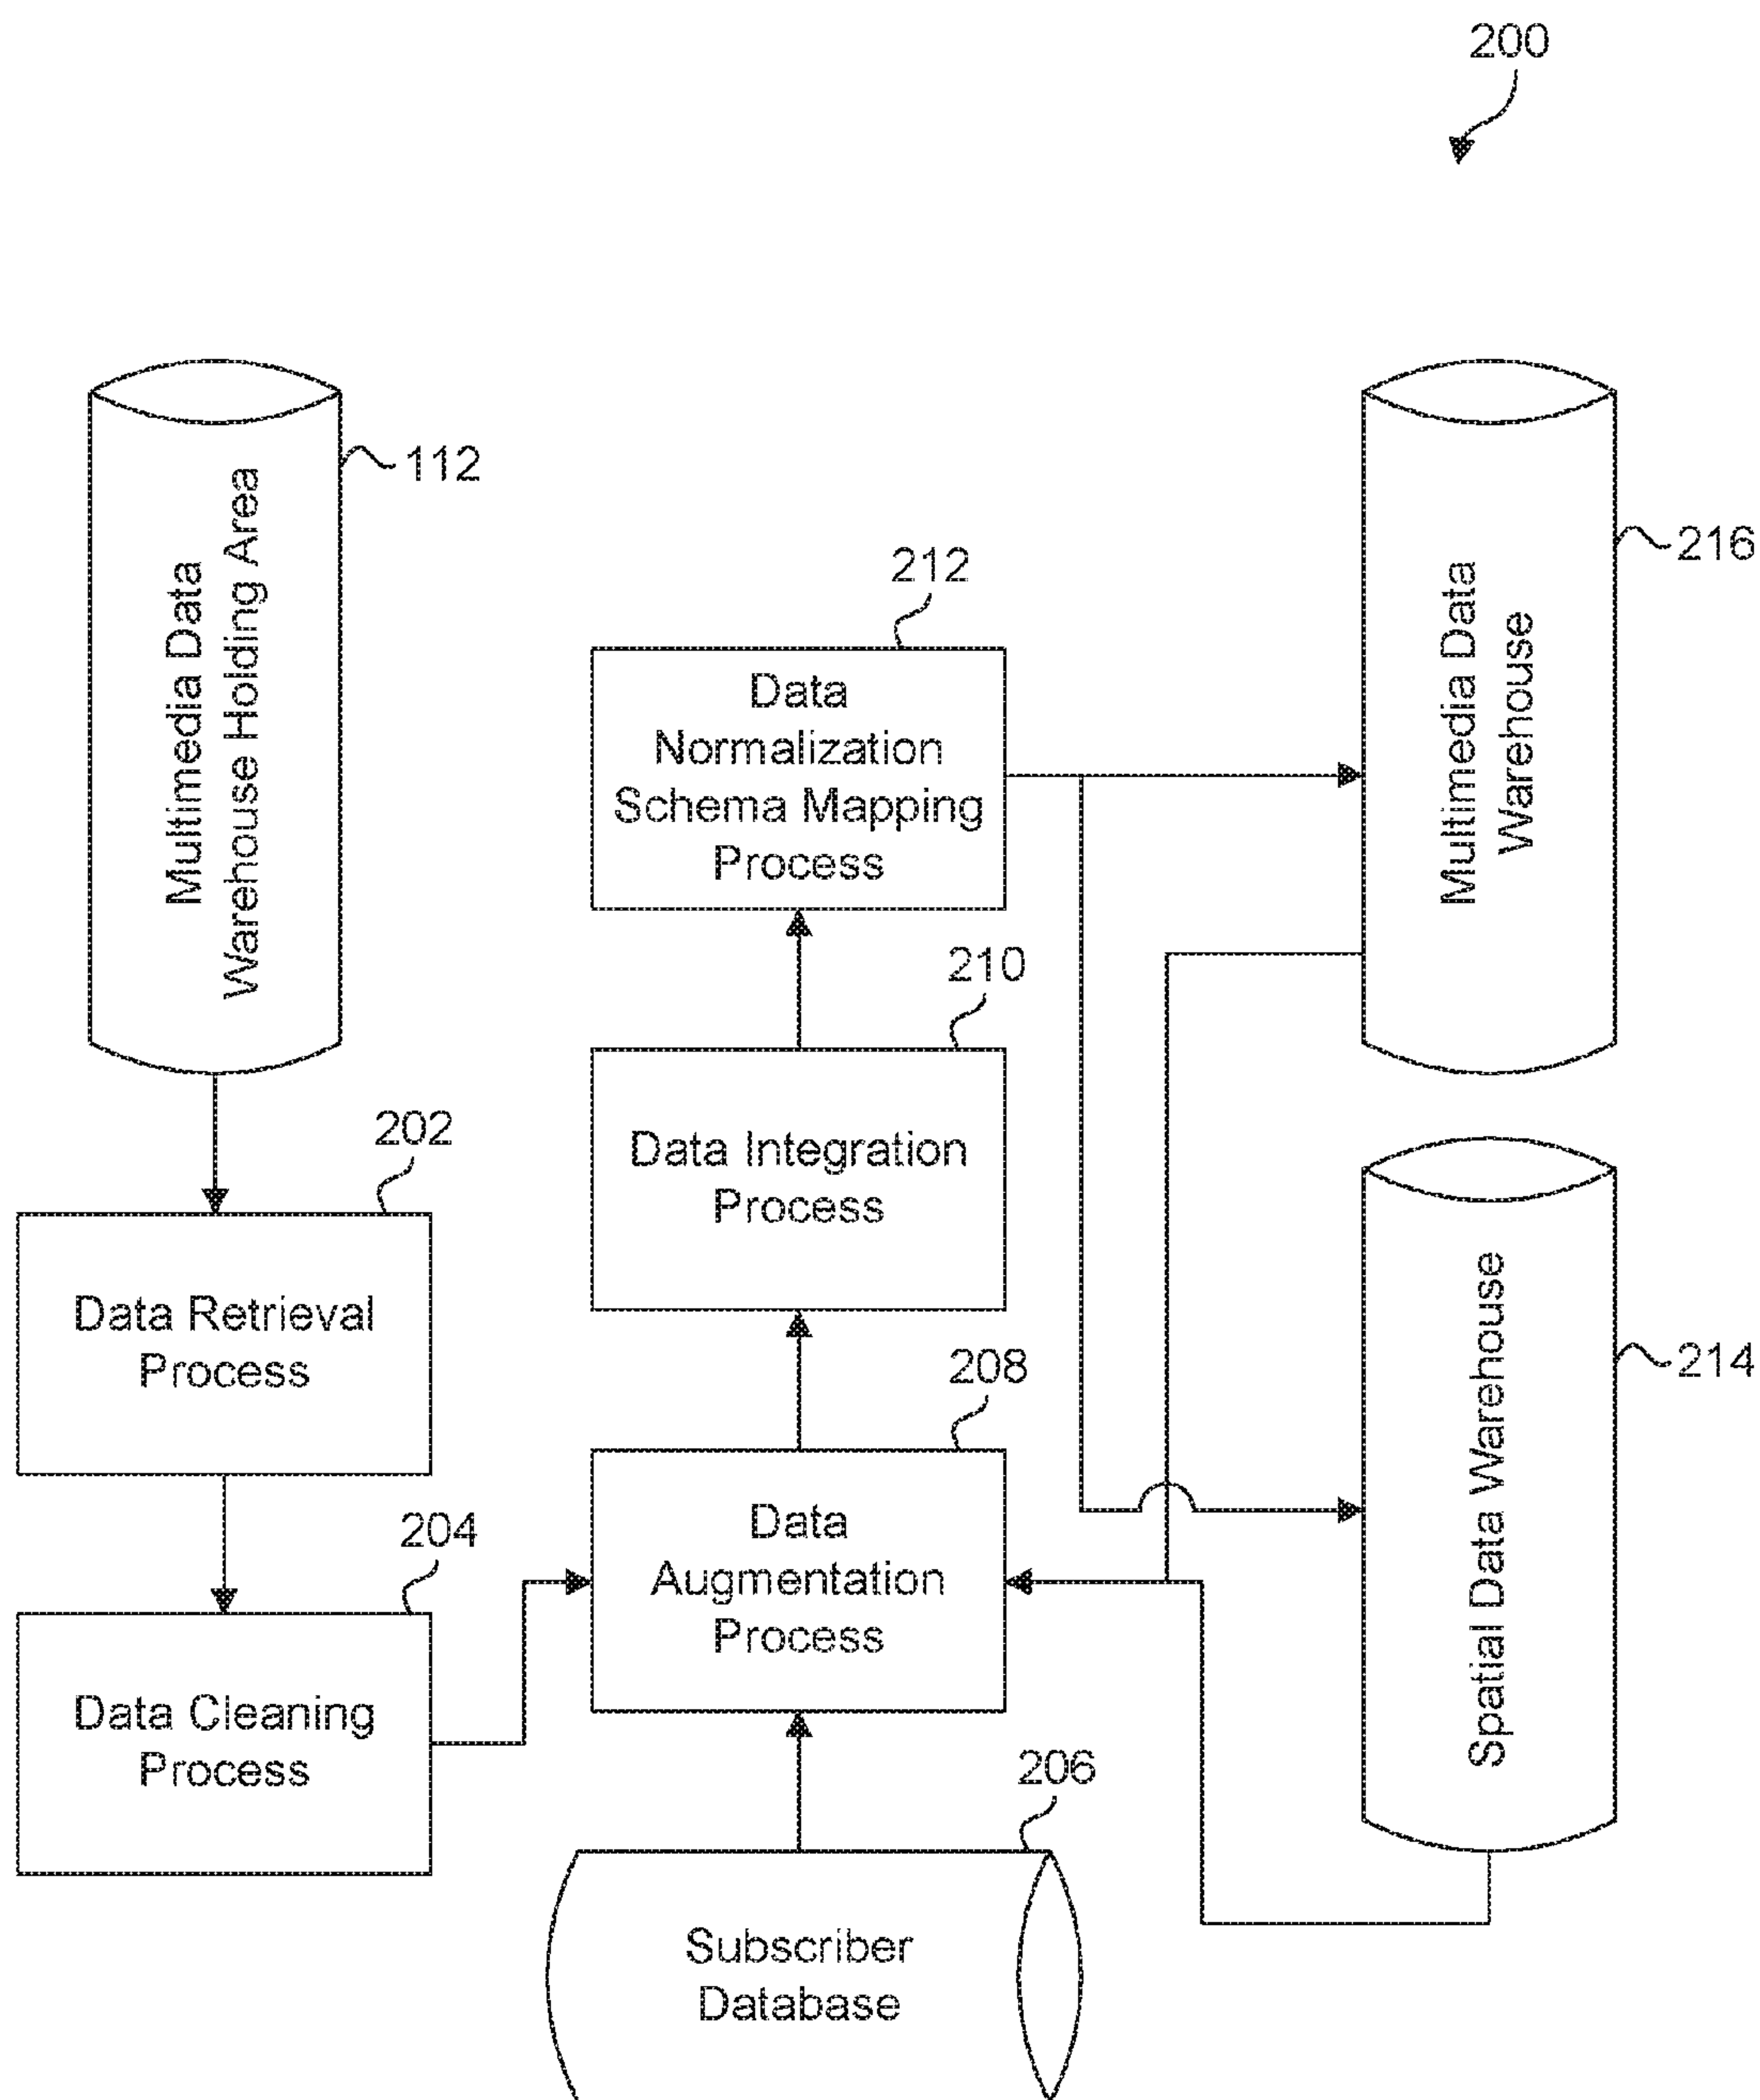 200
Multimedia Data
Warehouse Holding Area
112
216
Multimedia Data
Warehouse
212
Data
Normalization
Schema Mapping
Process
210
Data Integration
Process
202
Data Retrieval
Process
208
Data
Augmentation
Process
214
Spatial Data Warehouse
204
Data Cleaning
Process
206
Subscriber
Database